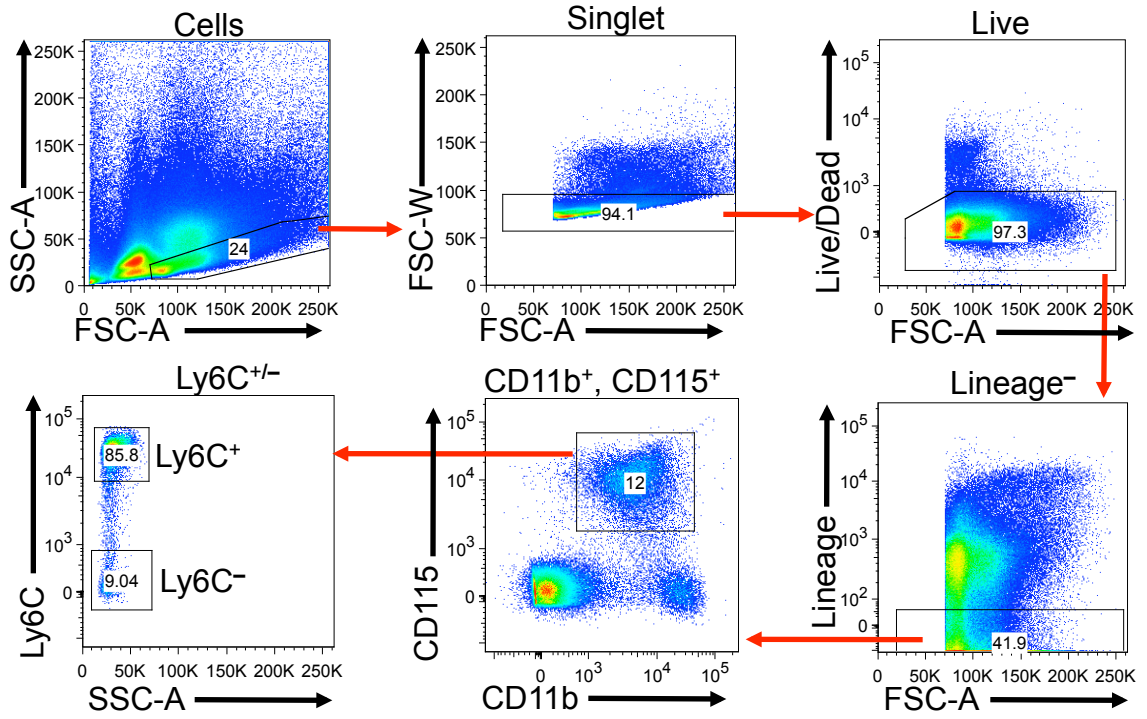 Cells
250K
200K
150K
100K
50K
0
24
0 50K 100K 150K 200K 250K
SSC-A
FSC-A
Singlet
250K
200K
150K
100K
50K
0
94.1
0 50K 100K 150K 200K 250K
FSC-W
FSC-A
Live
10⁵
10⁴
10³
0
97.3
0 50K 100K 150K 200K 250K
Live/Dead
FSC-A
Ly6C⁺/⁻
10⁵
10⁴
10³
0
85.8
Ly6C⁺
9.04
Ly6C⁻
0 50K 100K 150K 200K 250K
Ly6C
SSC-A
CD11b⁺, CD115⁺
10⁵
10⁴
10³
0
12
0 10³ 10⁴ 10⁵
CD115
CD11b
Lineage⁻
10⁵
10⁴
10³
10²
0
41.9
0 50K 100K 150K 200K 250K
Lineage
FSC-A